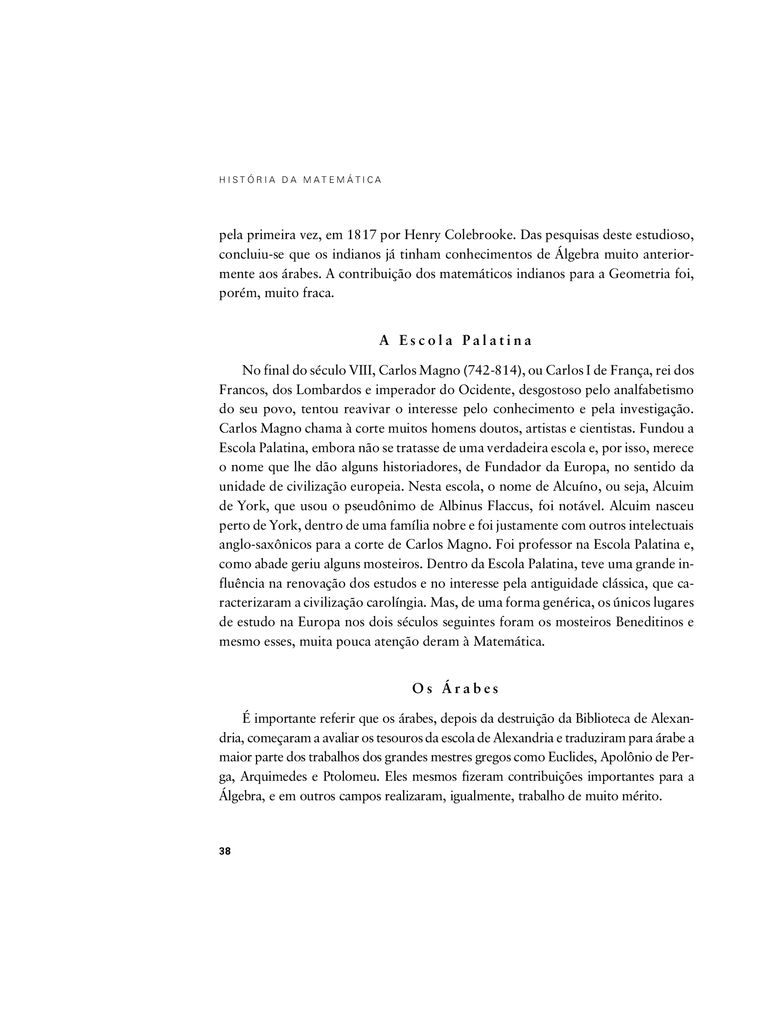 HISTÓRIA DA MATEMÁTICA
pela primeira vez, em 1817 por Henry Colebrooke. Das pesquisas deste estudioso,
concluiu-se que os indianos já tinham conhecimentos de Álgebra muito anterior-
mente aos árabes. A contribuição dos matemáticos indianos para a Geometria foi,
porém, muito fraca.
A Escola Palatina
No final do século VIII, Carlos Magno (742-814), ou Carlos I de França, rei dos
Francos, dos Lombardos e imperador do Ocidente, desgostoso pelo analfabetismo
do seu povo, tentou reavivar o interesse pelo conhecimento e pela investigação.
Carlos Magno chama à corte muitos homens doutos, artistas e cientistas. Fundou a
Escola Palatina, embora não se tratasse de uma verdadeira escola e, por isso, merece
o nome que lhe dão alguns historiadores, de Fundador da Europa, no sentido da
unidade de civilização europeia. Nesta escola, o nome de Alcuíno, ou seja, Alcuim
de York, que usou o pseudônimo de Albinus Flaccus, foi notável. Alcuim nasceu
perto de York, dentro de uma família nobre e foi justamente com outros intelectuais
anglo-saxônicos para a corte de Carlos Magno. Foi professor na Escola Palatina e,
como abade geriu alguns mosteiros. Dentro da Escola Palatina, teve uma grande in-
fluência na renovação dos estudos e no interesse pela antiguidade clássica, que ca-
racterizaram a civilização carolíngia. Mas, de uma forma genérica, os únicos lugares
de estudo na Europa nos dois séculos seguintes foram os mosteiros Beneditinos e
mesmo esses, muita pouca atenção deram à Matemática.
Os Árabes
É importante referir que os árabes, depois da destruição da Biblioteca de Alexan-
dria, começaram a avaliar os tesouros da escola de Alexandria e traduziram para árabe a
maior parte dos trabalhos dos grandes mestres gregos como Euclides, Apolônio de Per-
ga, Arquimedes e Ptolomeu. Eles mesmos fizeram contribuições importantes para a
Álgebra, e em outros campos realizaram, igualmente, trabalho de muito mérito.
38